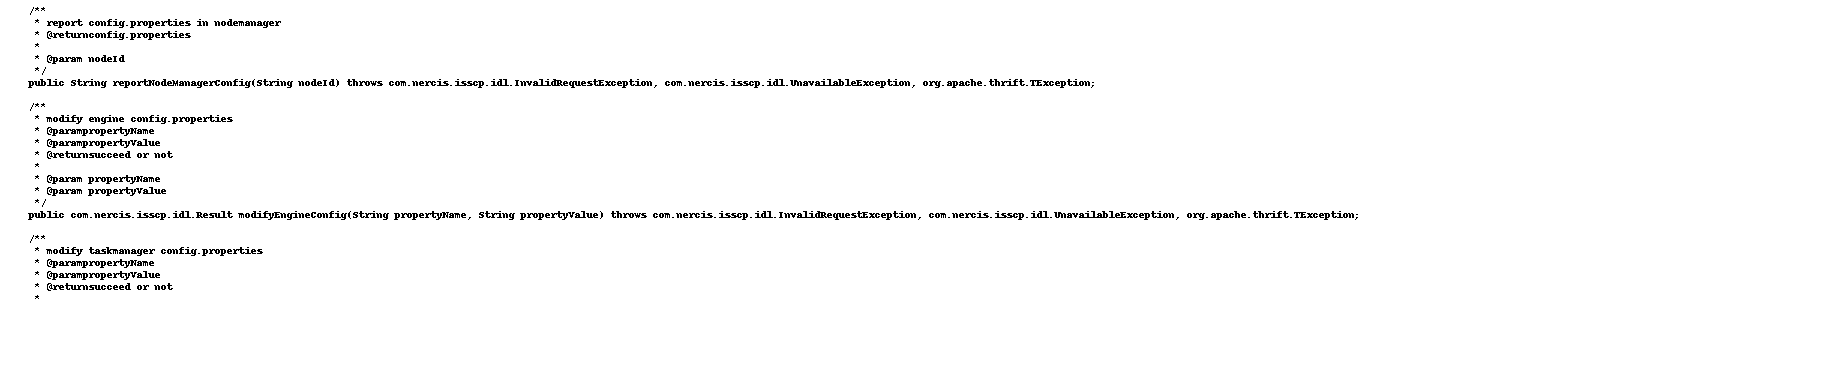 /**
 * report config.properties in nodemanager
 * @returnconfig.properties
 *
 * @param nodeId
 */
public String reportNodeManagerConfig(String nodeId) throws com.nercis.isscp.idl.InvalidRequestException, com.nercis.isscp.idl.UnavailableException, org.apache.thrift.TException;
/**
 * modify engine config.properties
 * @parampropertyName
 * @parampropertyValue
 * @returnsucceed or not
 *
 * @param propertyName
 * @param propertyValue
 */
public com.nercis.isscp.idl.Result modifyEngineConfig(String propertyName, String propertyValue) throws com.nercis.isscp.idl.InvalidRequestException, com.nercis.isscp.idl.UnavailableException, org.apache.thrift.TException;
/**
 * modify taskmanager config.properties
 * @parampropertyName
 * @parampropertyValue
 * @returnsucceed or not
 *